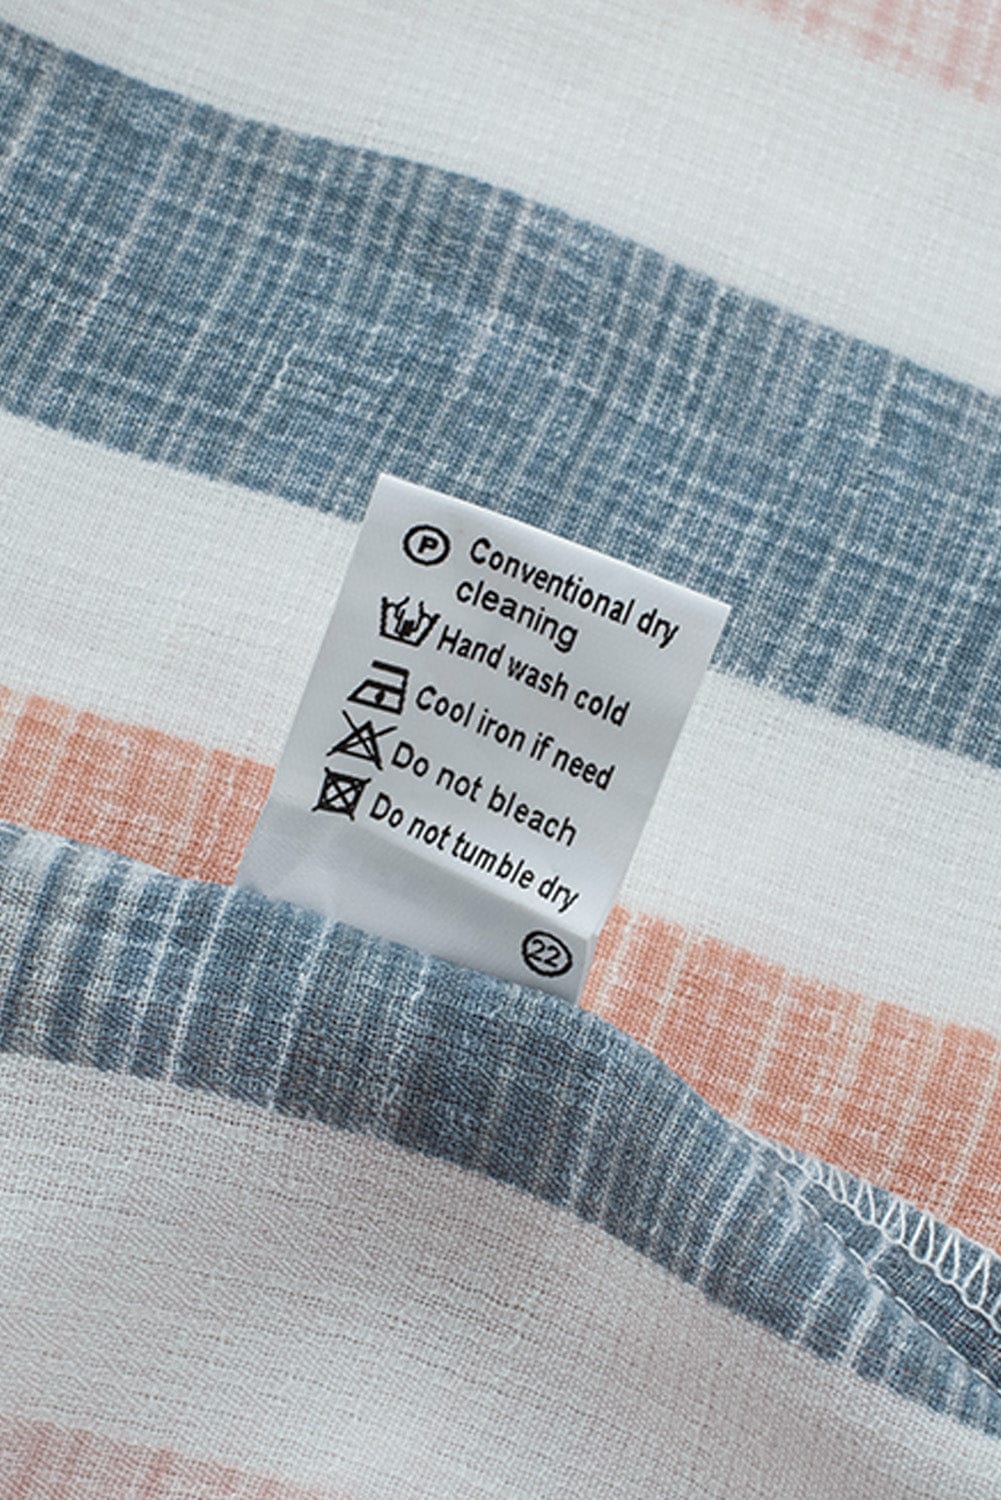 P Conventional dry
cleaning
Hand wash cold
Cool iron if need
Do not bleach
Do not tumble dry
22